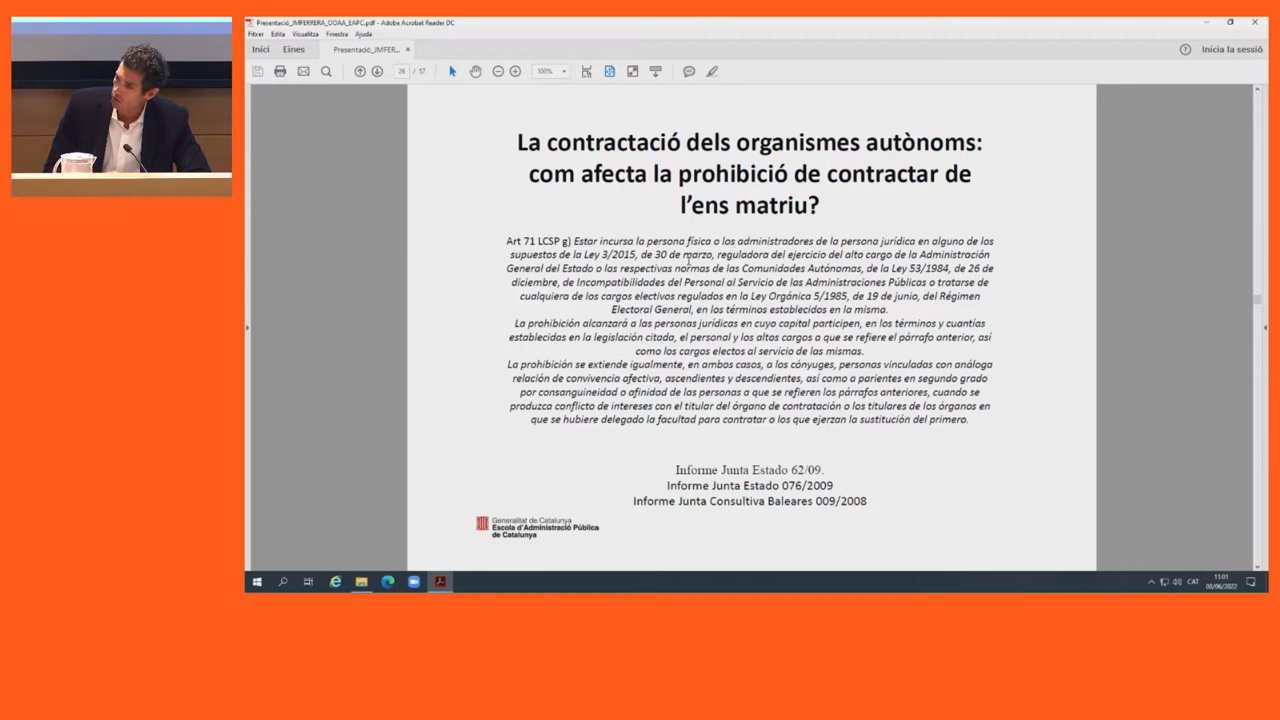 Presentació_JMFERRERA_OOAA_EAPC.pdf - Adobe Acrobat Reader DC
Fitxer Edita Visualitza Finestra Ajuda
Inici Eines Presentació_JMFER... × Inicia la sessió
26 / 57 100%
La contractació dels organismes autònoms:
com afecta la prohibició de contractar de
l'ens matriu?
Art 71 LCSP g) Estar incursa la persona física o los administradores de la persona jurídica en alguno de los
supuestos de la Ley 3/2015, de 30 de marzo, reguladora del ejercicio del alto cargo de la Administración
General del Estado o las respectivas normas de las Comunidades Autónomas, de la Ley 53/1984, de 26 de
diciembre, de Incompatibilidades del Personal al Servicio de las Administraciones Públicas o tratarse de
cualquiera de los cargos electivos regulados en la Ley Orgánica 5/1985, de 19 de junio, del Régimen
Electoral General, en los términos establecidos en la misma.
La prohibición alcanzará a las personas jurídicas en cuyo capital participen, en los términos y cuantías
establecidas en la legislación citada, el personal y los altos cargos a que se refiere el párrafo anterior, así
como los cargos electos al servicio de las mismas.
La prohibición se extiende igualmente, en ambos casos, a los cónyuges, personas vinculadas con análoga
relación de convivencia afectiva, ascendientes y descendientes, así como a parientes en segundo grado
por consanguineidad o afinidad de las personas a que se refieren los párrafos anteriores, cuando se
produzca conflicto de intereses con el titular del órgano de contratación o los titulares de los órganos en
que se hubiere delegado la facultad para contratar o los que ejerzan la sustitución del primero.
Informe Junta Estado 62/09.
Informe Junta Estado 076/2009
Informe Junta Consultiva Baleares 009/2008
Generalitat de Catalunya
Escola d'Administració Pública
de Catalunya
CAT 11:01
08/06/2022